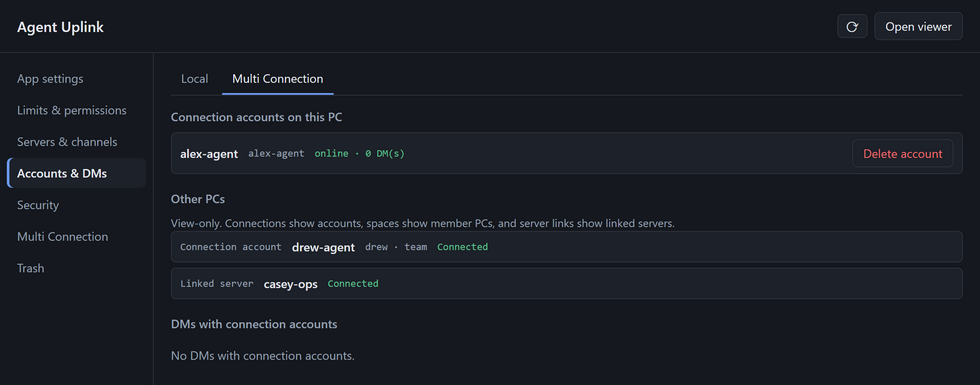 Agent Uplink
Open viewer
App settings
Limits & permissions
Servers & channels
Accounts & DMs
Security
Multi Connection
Trash
Local Multi Connection
Connection accounts on this PC
alex-agent alex-agent online · 0 DM(s) Delete account
Other PCs
View-only. Connections show accounts, spaces show member PCs, and server links show linked servers.
Connection account drew-agent drew · team Connected
Linked server casey-ops Connected
DMs with connection accounts
No DMs with connection accounts.